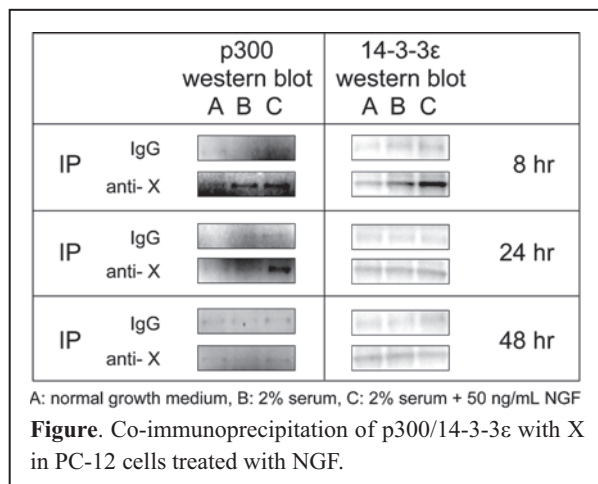 p300 14-3-3ε
western blot western blot
A B C A B C
IgG
IP 8 hr
anti- X
IgG
IP 24 hr
anti- X
IgG
IP 48 hr
anti- X
A: normal growth medium, B: 2% serum, C: 2% serum + 50 ng/mL NGF
Figure. Co-immunoprecipitation of p300/14-3-3ε with X
in PC-12 cells treated with NGF.